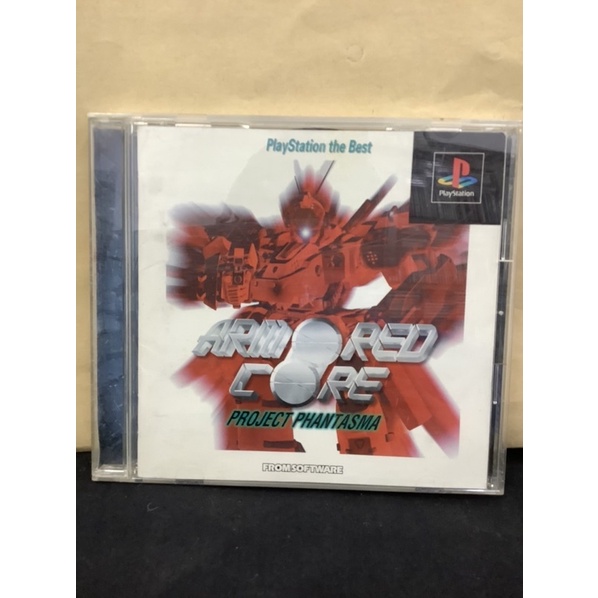 PlayStation the Best
PlayStation
ARMORED
CORE
PROJECT PHANTASMA
FROMSOFTWARE